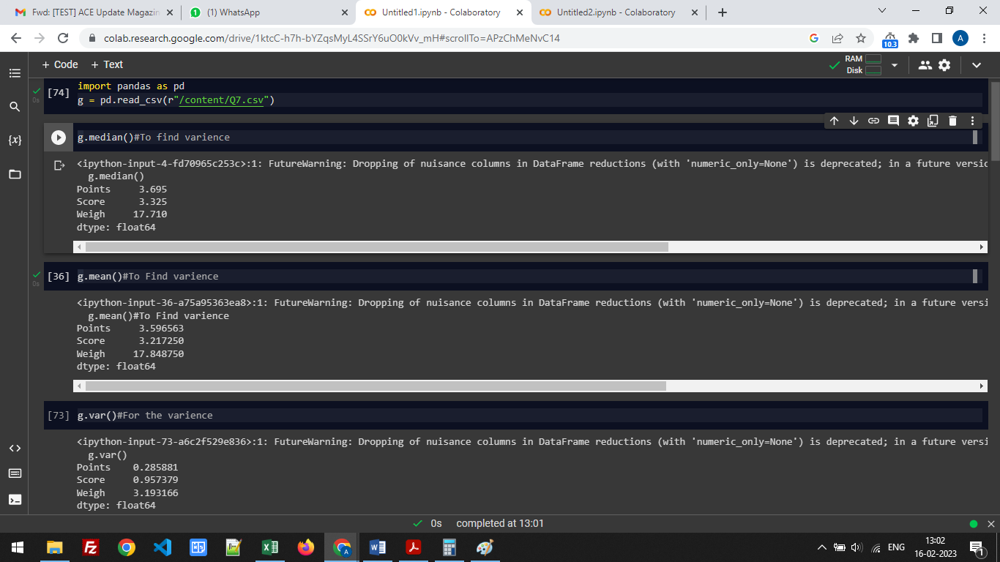 Fwd: [TEST] ACE Update Magazin
(1) WhatsApp
Untitled1.ipynb - Colaboratory
Untitled2.ipynb - Colaboratory
colab.research.google.com/drive/1ktcC-h7h-bYZqsMyL4SSrY6uO0kVv_mH#scrollTo=APzChMeNvC14
10.3
A
+ Code + Text
RAM
Disk
[74] import pandas as pd
0s
g = pd.read_csv(r"/content/Q7.csv")
{x}
g.median()#To find varience
<ipython-input-4-fd70965c253c>:1: FutureWarning: Dropping of nuisance columns in DataFrame reductions (with 'numeric_only=None') is deprecated; in a future versio
g.median()
Points 3.695
Score 3.325
Weigh 17.710
dtype: float64
[36] g.mean()#To Find varience
0s
<ipython-input-36-a75a95363ea8>:1: FutureWarning: Dropping of nuisance columns in DataFrame reductions (with 'numeric_only=None') is deprecated; in a future versi
g.mean()#To Find varience
Points 3.596563
Score 3.217250
Weigh 17.848750
dtype: float64
[73] g.var()#For the varience
<ipython-input-73-a6c2f529e836>:1: FutureWarning: Dropping of nuisance columns in DataFrame reductions (with 'numeric_only=None') is deprecated; in a future versi
g.var()
Points 0.285881
Score 0.957379
Weigh 3.193166
dtype: float64
0s completed at 13:01
ENG
13:02
16-02-2023
1